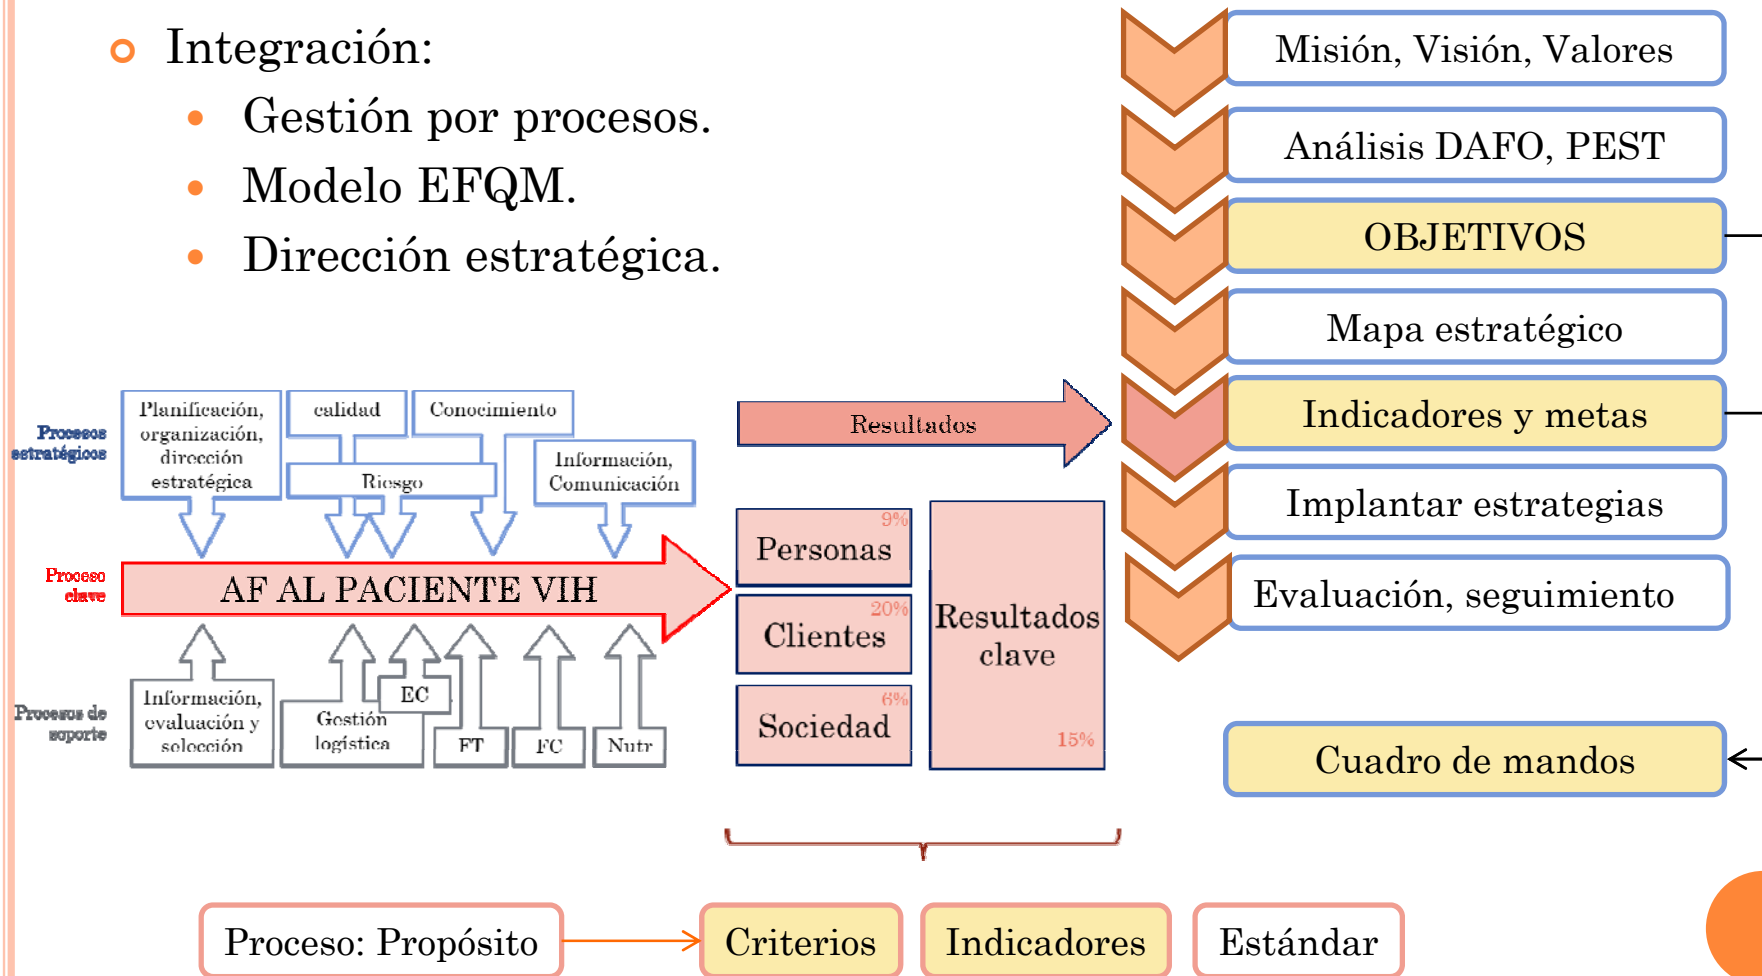 Integración:
Gestión por procesos.
Modelo EFQM.
Dirección estratégica.
Misión, Visión, Valores
Análisis DAFO, PEST
OBJETIVOS
Mapa estratégico
Indicadores y metas
Implantar estrategias
Evaluación, seguimiento
Cuadro de mandos
Procesos
estratégicos
Planificación,
organización,
dirección
estratégica
calidad
Conocimiento
Riesgo
Información,
Comunicación
Proceso
clave
AF AL PACIENTE VIH
Procesos de
soporte
Información,
evaluación y
selección
Gestión
logística
EC
FT
FC
Nutr
Resultados
9%
Personas
20%
Clientes
6%
Sociedad
Resultados
clave
15%
Proceso: Propósito
Criterios
Indicadores
Estándar